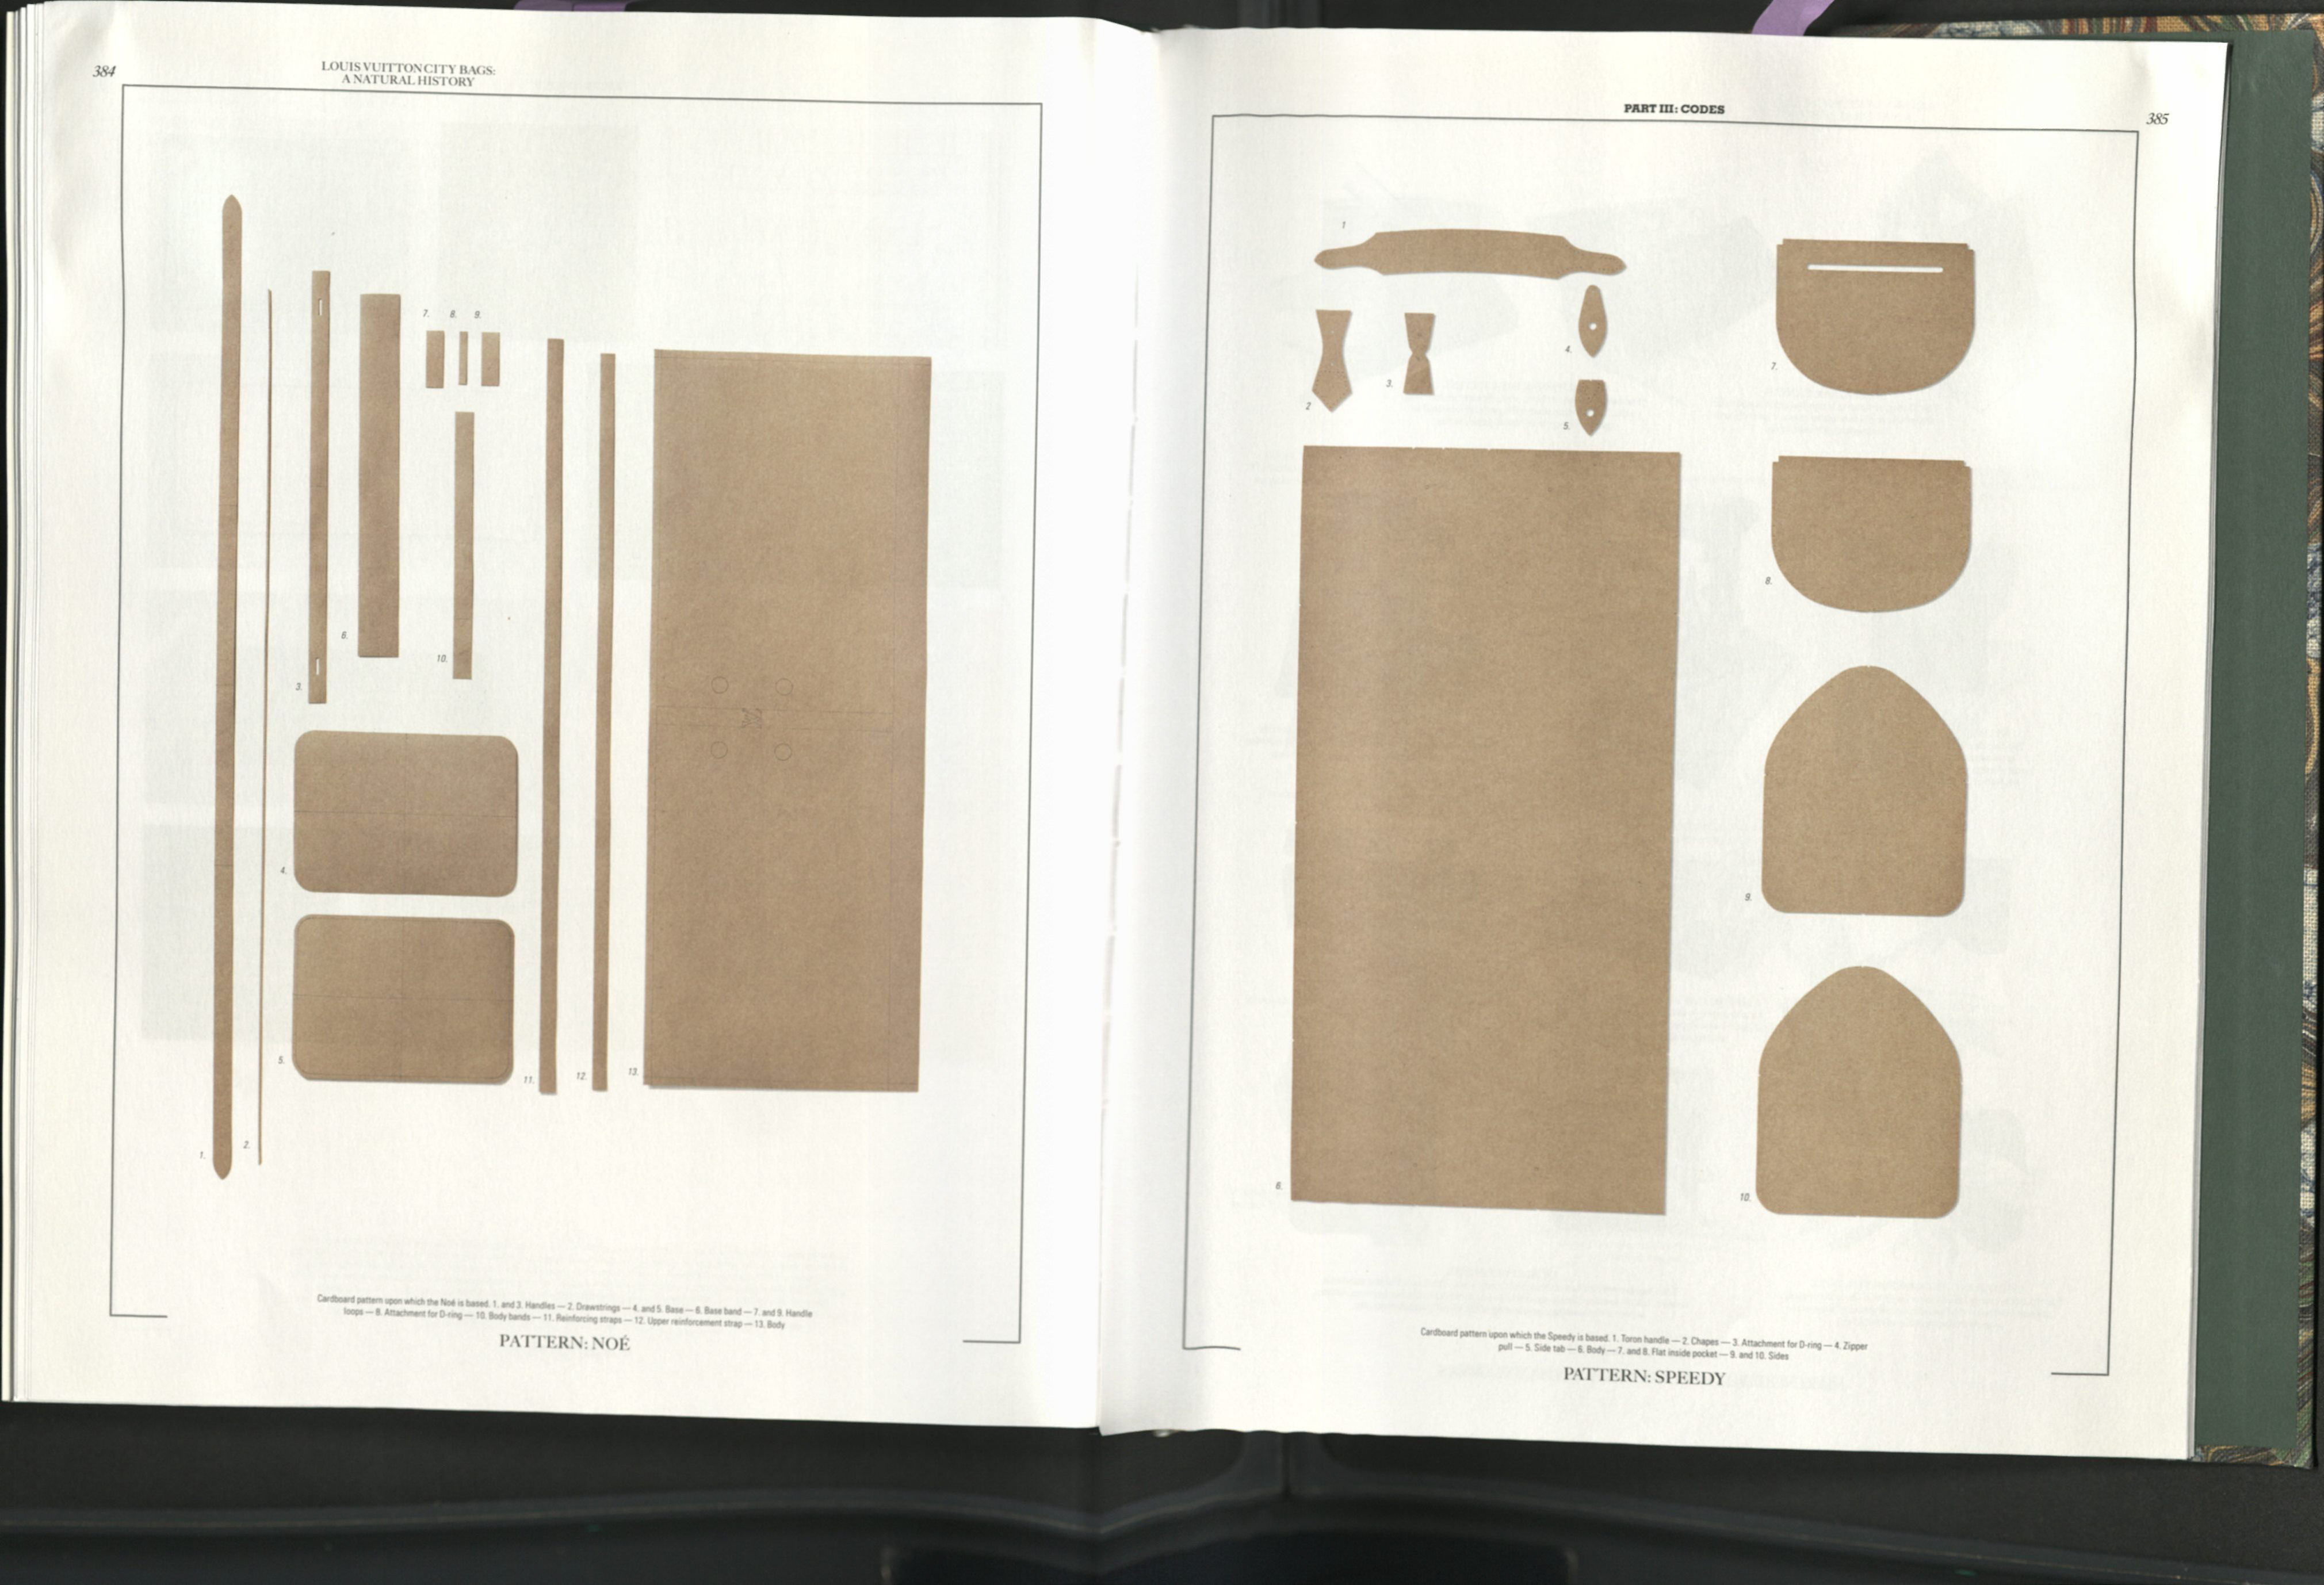 384
LOUIS VUITTON CITY BAGS:
A NATURAL HISTORY
7. 8. 9.
6.
10.
3.
4.
5.
11.
12.
13.
1.
2.
Cardboard pattern upon which the Noé is based. 1. and 3. Handles — 2. Drawstrings — 4. and 5. Base — 6. Base band — 7. and 9. Handle
loops — 8. Attachment for D-ring — 10. Body bands — 11. Reinforcing straps — 12. Upper reinforcement strap — 13. Body
PATTERN: NOÉ
PART III: CODES
385
1
2
3.
4.
5.
7.
8.
9.
6.
10.
Cardboard pattern upon which the Speedy is based. 1. Toron handle — 2. Chapes — 3. Attachment for D-ring — 4. Zipper
pull — 5. Side tab — 6. Body — 7. and 8. Flat inside pocket — 9. and 10. Sides
PATTERN: SPEEDY